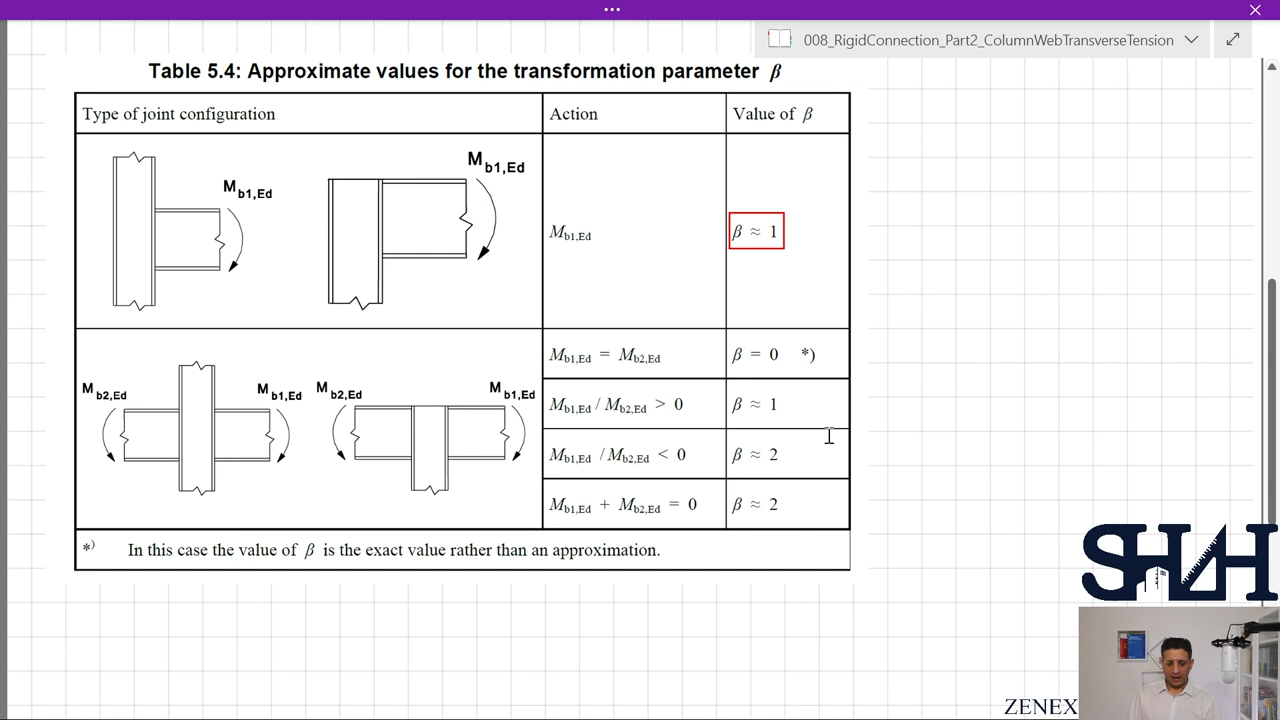 008_RigidConnection_Part2_ColumnWebTransverseTension
Table 5.4: Approximate values for the transformation parameter β
Type of joint configuration
Action
Value of β
Mb1,Ed
Mb1,Ed
Mb1,Ed
β ≈ 1
Mb2,Ed
Mb1,Ed
Mb2,Ed
Mb1,Ed
Mb1,Ed = Mb2,Ed
β = 0 *)
Mb1,Ed / Mb2,Ed > 0
β ≈ 1
Mb1,Ed / Mb2,Ed < 0
β ≈ 2
Mb1,Ed + Mb2,Ed = 0
β ≈ 2
*) In this case the value of β is the exact value rather than an approximation.
SHAH
ZENEX